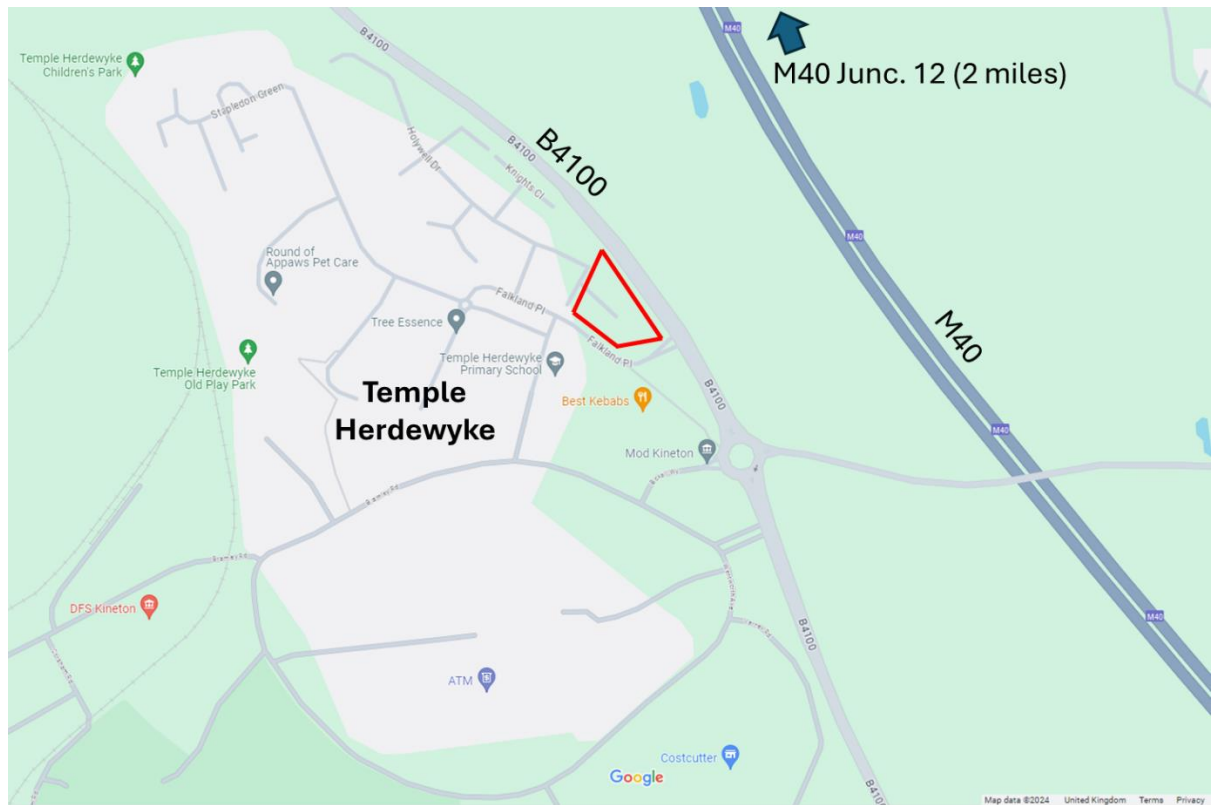 M40
M40 Junc. 12 (2 miles)
Temple Herdewyke
Children's Park
B4100
Stapledon Green
Holywell Dr
B4100
B4100
Knights Cl
M40
Round of
Appaws Pet Care
Falkland Pl
Tree Essence
M40
Temple Herdewyke
Primary School
Falkland Pl
Temple Herdewyke
Old Play Park
B4100
Temple
Herdewyke
Best Kebabs
M40
Mod Kineton
DFS Kineton
M40
ATM
Costcutter
B4100
Google
Map data ©2024 United Kingdom Terms Privacy